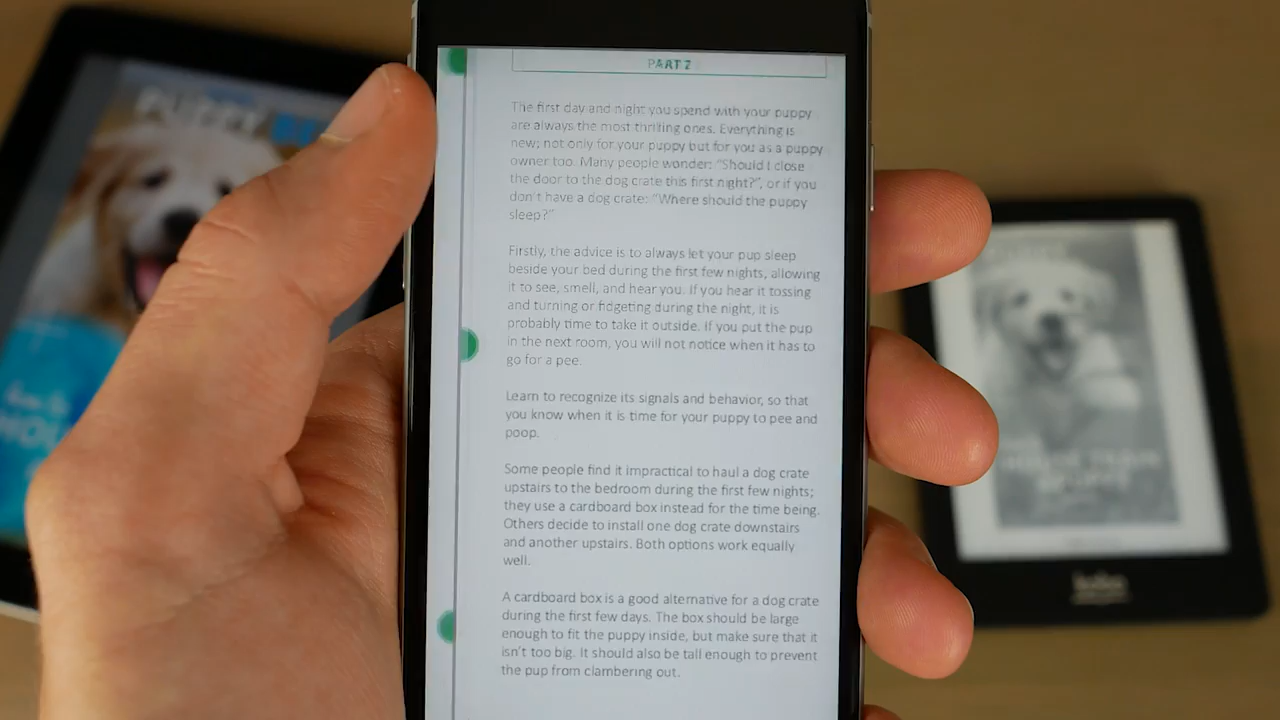 PUPPY
PART 2
The first day and night you spend with your puppy
are always the most thrilling ones. Everything is
new; not only for your puppy but for you as a puppy
owner too. Many people wonder: "Should I close
the door to the dog crate this first night?", or if you
don't have a dog crate: "Where should the puppy
sleep?"
Firstly, the advice is to always let your pup sleep
beside your bed during the first few nights, allowing
it to see, smell, and hear you. If you hear it tossing
and turning or fidgeting during the night, it is
probably time to take it outside. If you put the pup
in the next room, you will not notice when it has to
go for a pee.
Learn to recognize its signals and behavior, so that
you know when it is time for your puppy to pee and
poop.
Some people find it impractical to haul a dog crate
upstairs to the bedroom during the first few nights;
they use a cardboard box instead for the time being.
Others decide to install one dog crate downstairs
and another upstairs. Both options work equally
well.
A cardboard box is a good alternative for a dog crate
during the first few days. The box should be large
enough to fit the puppy inside, but make sure that it
isn't too big. It should also be tall enough to prevent
the pup from clambering out.
kobo